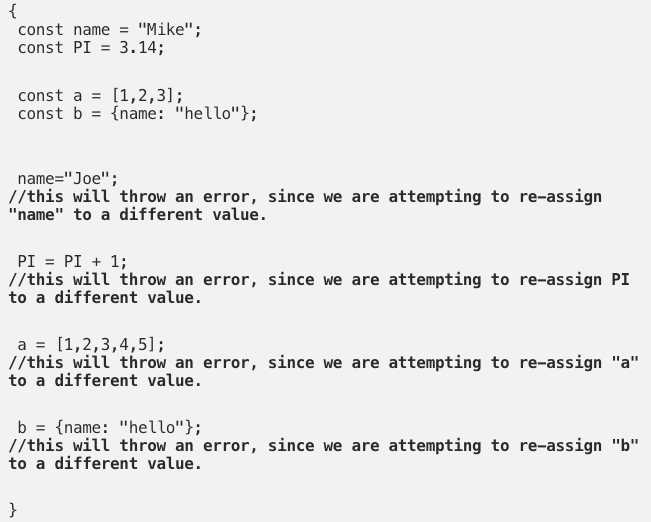 {
const name = "Mike";
const PI = 3.14;
const a = [1,2,3];
const b = {name: "hello"};
name="Joe";
//this will throw an error, since we are attempting to re-assign
"name" to a different value.
PI = PI + 1;
//this will throw an error, since we are attempting to re-assign PI
to a different value.
a = [1,2,3,4,5];
//this will throw an error, since we are attempting to re-assign "a"
to a different value.
b = {name: "hello"};
//this will throw an error, since we are attempting to re-assign "b"
to a different value.
}